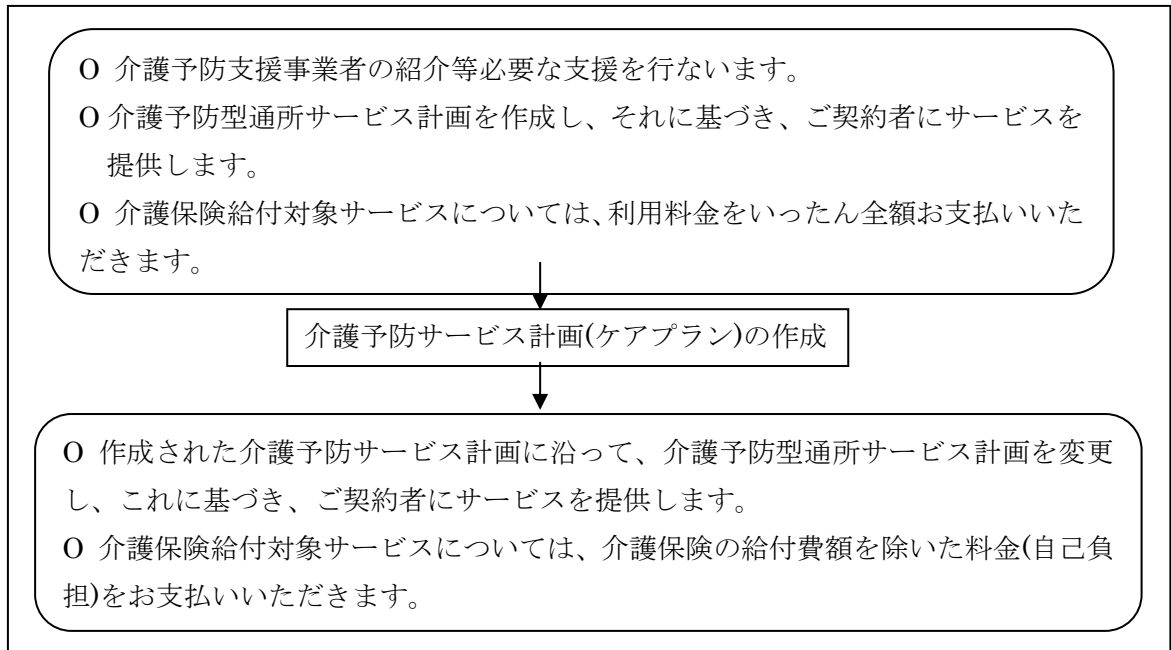 O 介護予防支援事業者の紹介等必要な支援を行ないます。
O 介護予防型通所サービス計画を作成し、それに基づき、ご契約者にサービスを
提供します。
O 介護保険給付対象サービスについては、利用料金をいったん全額お支払いいた
だきます。
介護予防サービス計画(ケアプラン)の作成
O 作成された介護予防サービス計画に沿って、介護予防型通所サービス計画を変更
し、これに基づき、ご契約者にサービスを提供します。
O 介護保険給付対象サービスについては、介護保険の給付費額を除いた料金(自己負
担)をお支払いいただきます。